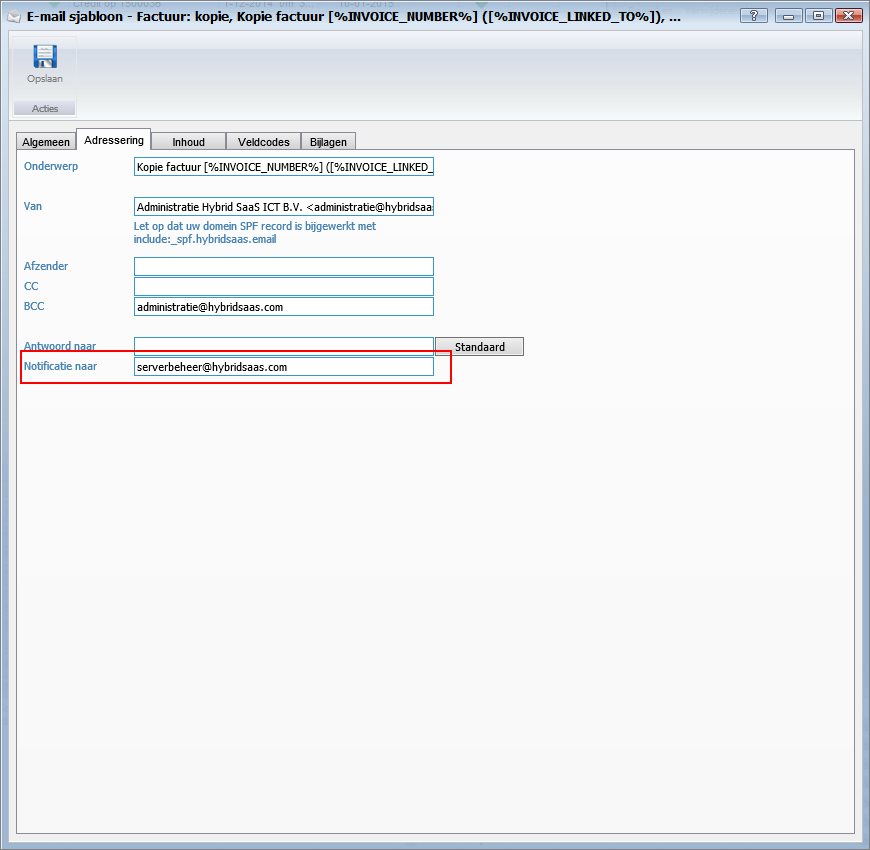 E-mail sjabloon - Factuur: kopie, Kopie factuur [%INVOICE_NUMBER%] ([%INVOICE_LINKED_TO%]), ...
Opslaan
Acties
Algemeen Adressering Inhoud Veldcodes Bijlagen
Onderwerp Kopie factuur [%INVOICE_NUMBER%] ([%INVOICE_LINKED_
Van Administratie Hybrid SaaS ICT B.V. <administratie@hybridsaa
Let op dat uw domein SPF record is bijgewerkt met
include:_spf.hybridsaas.email
Afzender
CC
BCC administratie@hybridsaas.com
Antwoord naar Standaard
Notificatie naar serverbeheer@hybridsaas.com